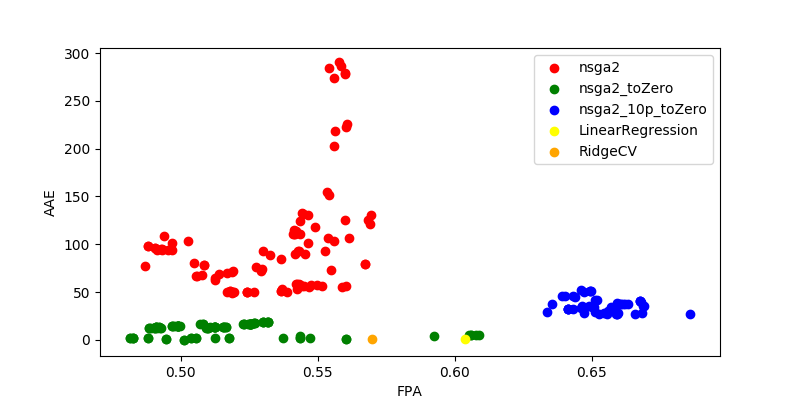 300
250
200
150
100
50
0
AAE
0.50 0.55 0.60 0.65
FPA
nsga2
nsga2_toZero
nsga2_10p_toZero
LinearRegression
RidgeCV